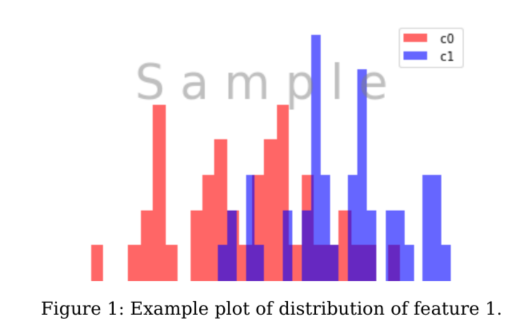 c0
c1
Sample
Figure 1: Example plot of distribution of feature 1.